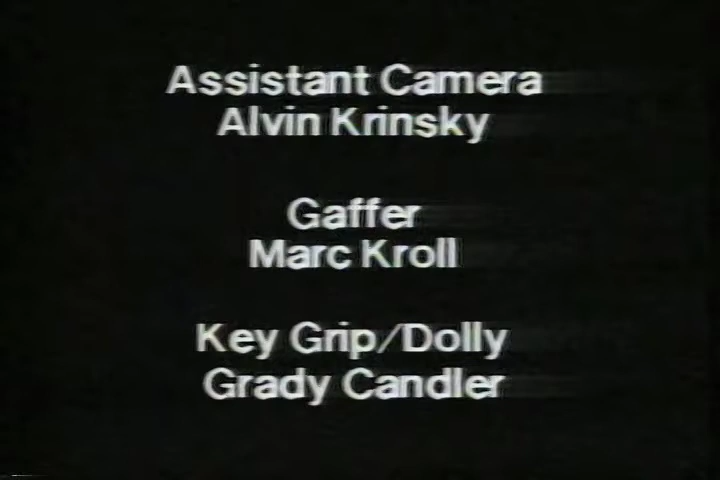 Assistant Camera
Alvin Krinsky
Gaffer
Marc Kroll
Key Grip/Dolly
Grady Candler